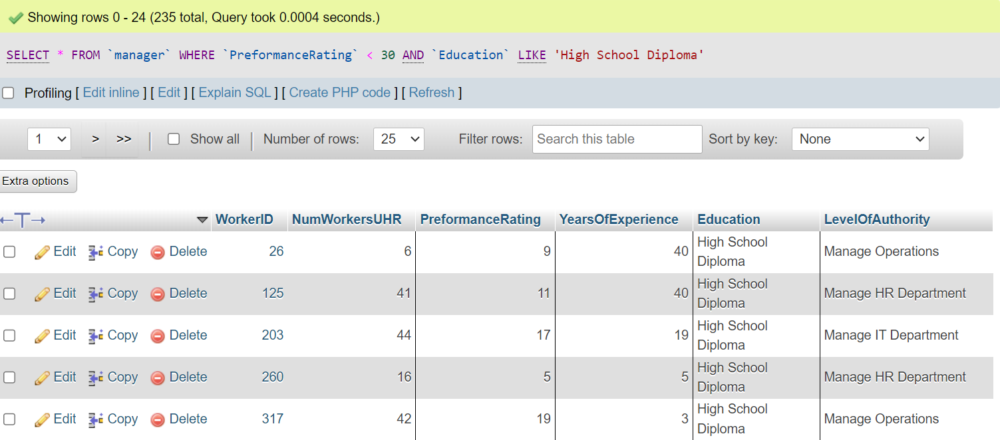 Showing rows 0 - 24 (235 total, Query took 0.0004 seconds.)
SELECT * FROM `manager` WHERE `PreformanceRating` < 30 AND `Education` LIKE 'High School Diploma'
Profiling [ Edit inline ] [ Edit ] [ Explain SQL ] [ Create PHP code ] [ Refresh ]
1 > >> | Show all | Number of rows: 25 Filter rows: Search this table Sort by key: None
Extra options
←T→ WorkerID NumWorkersUHR PreformanceRating YearsOfExperience Education LevelOfAuthority
Edit Copy Delete 26 6 9 40 High School Diploma Manage Operations
Edit Copy Delete 125 41 11 40 High School Diploma Manage HR Department
Edit Copy Delete 203 44 17 19 High School Diploma Manage IT Department
Edit Copy Delete 260 16 5 5 High School Diploma Manage HR Department
Edit Copy Delete 317 42 19 3 High School Diploma Manage Operations